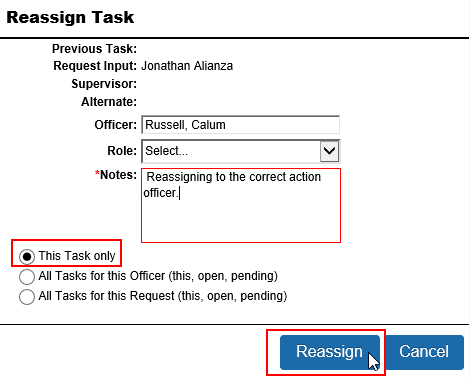 Reassign Task
Previous Task:
Request Input: Jonathan Alianza
Supervisor:
Alternate:
Officer: Russell, Calum
Role: Select...
*Notes: Reassigning to the correct action
officer.
This Task only
All Tasks for this Officer (this, open, pending)
All Tasks for this Request (this, open, pending)
Reassign Cancel